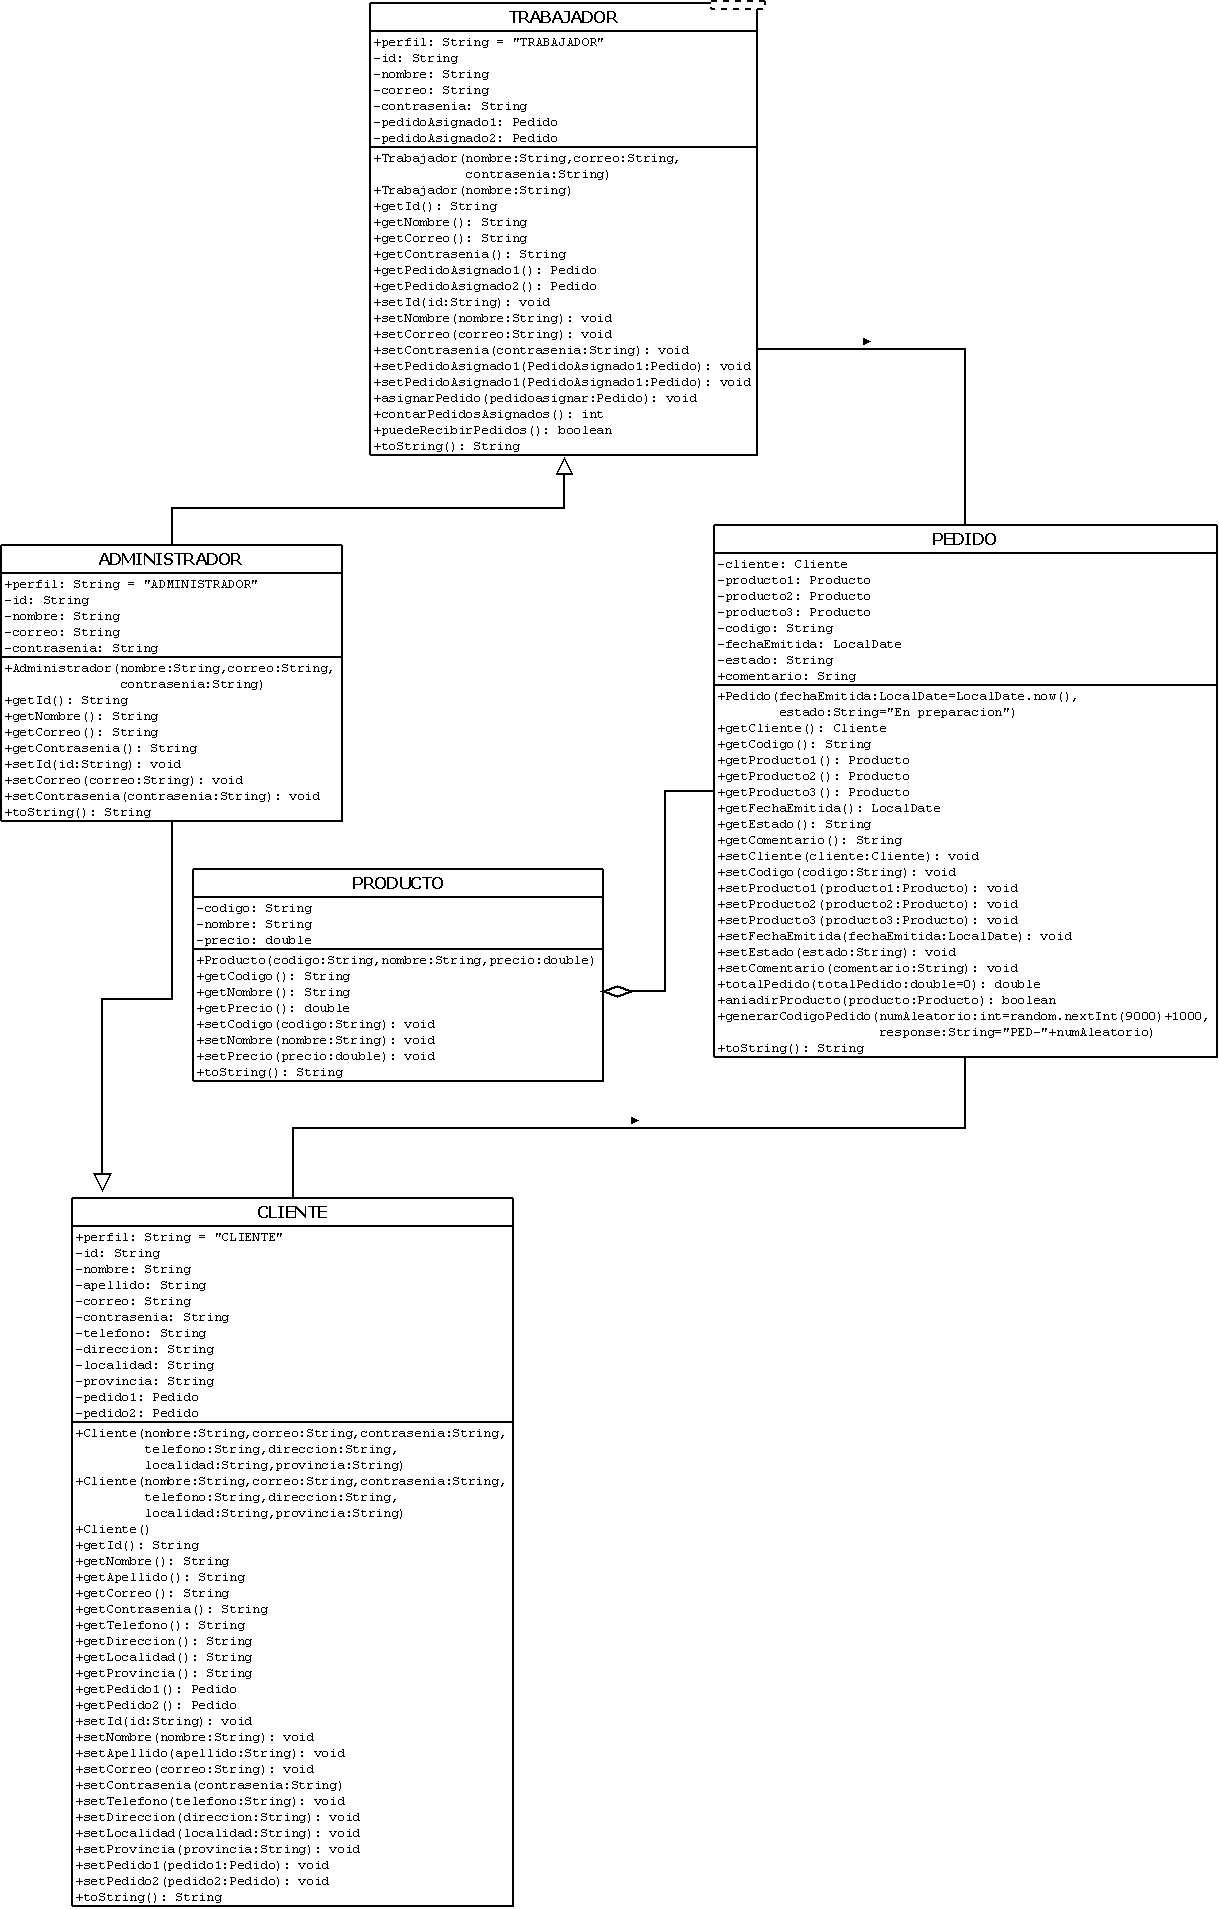 TRABAJADOR
+perfil: String = "TRABAJADOR"
-id: String
-nombre: String
-correo: String
-contrasenia: String
-pedidoAsignado1: Pedido
-pedidoAsignado2: Pedido
+Trabajador(nombre:String,correo:String,
contrasenia:String)
+Trabajador(nombre:String)
+getId(): String
+getNombre(): String
+getCorreo(): String
+getContrasenia(): String
+getPedidoAsignado1(): Pedido
+getPedidoAsignado2(): Pedido
+setId(id:String): void
+setNombre(nombre:String): void
+setCorreo(correo:String): void
+setContrasenia(contrasenia:String): void
+setPedidoAsignado1(PedidoAsignado1:Pedido): void
+setPedidoAsignado1(PedidoAsignado1:Pedido): void
+asignarPedido(pedidoasignar:Pedido): void
+contarPedidosAsignados(): int
+puedeRecibirPedidos(): boolean
+toString(): String
ADMINISTRADOR
+perfil: String = "ADMINISTRADOR"
-id: String
-nombre: String
-correo: String
-contrasenia: String
+Administrador(nombre:String,correo:String,
contrasenia:String)
+getId(): String
+getNombre(): String
+getCorreo(): String
+getContrasenia(): String
+setId(id:String): void
+setCorreo(correo:String): void
+setContrasenia(contrasenia:String): void
+toString(): String
PEDIDO
-cliente: Cliente
-producto1: Producto
-producto2: Producto
-producto3: Producto
-codigo: String
-fechaEmitida: LocalDate
-estado: String
+comentario: Sring
+Pedido(fechaEmitida:LocalDate=LocalDate.now(),
estado:String="En preparacion")
+getCliente(): Cliente
+getCodigo(): String
+getProducto1(): Producto
+getProducto2(): Producto
+getProducto3(): Producto
+getFechaEmitida(): LocalDate
+getEstado(): String
+getComentario(): String
+setCliente(cliente:Cliente): void
+setCodigo(codigo:String): void
+setProducto1(producto1:Producto): void
+setProducto2(producto2:Producto): void
+setProducto3(producto3:Producto): void
+setFechaEmitida(fechaEmitida:LocalDate): void
+setEstado(estado:String): void
+setComentario(comentario:String): void
+totalPedido(totalPedido:double=0): double
+aniadirProducto(producto:Producto): boolean
+generarCodigoPedido(numAleatorio:int=random.nextInt(9000)+1000,
response:String="PED-"+numAleatorio)
+toString(): String
PRODUCTO
-codigo: String
-nombre: String
-precio: double
+Producto(codigo:String,nombre:String,precio:double)
+getCodigo(): String
+getNombre(): String
+getPrecio(): double
+setCodigo(codigo:String): void
+setNombre(nombre:String): void
+setPrecio(precio:double): void
+toString(): String
CLIENTE
+perfil: String = "CLIENTE"
-id: String
-nombre: String
-apellido: String
-correo: String
-contrasenia: String
-telefono: String
-direccion: String
-localidad: String
-provincia: String
-pedido1: Pedido
-pedido2: Pedido
+Cliente(nombre:String,correo:String,contrasenia:String,
telefono:String,direccion:String,
localidad:String,provincia:String)
+Cliente(nombre:String,correo:String,contrasenia:String,
telefono:String,direccion:String,
localidad:String,provincia:String)
+Cliente()
+getId(): String
+getNombre(): String
+getApellido(): String
+getCorreo(): String
+getContrasenia(): String
+getTelefono(): String
+getDireccion(): String
+getLocalidad(): String
+getProvincia(): String
+getPedido1(): Pedido
+getPedido2(): Pedido
+setId(id:String): void
+setNombre(nombre:String): void
+setApellido(apellido:String): void
+setCorreo(correo:String): void
+setContrasenia(contrasenia:String)
+setTelefono(telefono:String): void
+setDireccion(direccion:String): void
+setLocalidad(localidad:String): void
+setProvincia(provincia:String): void
+setPedido1(pedido1:Pedido): void
+setPedido2(pedido2:Pedido): void
+toString(): String